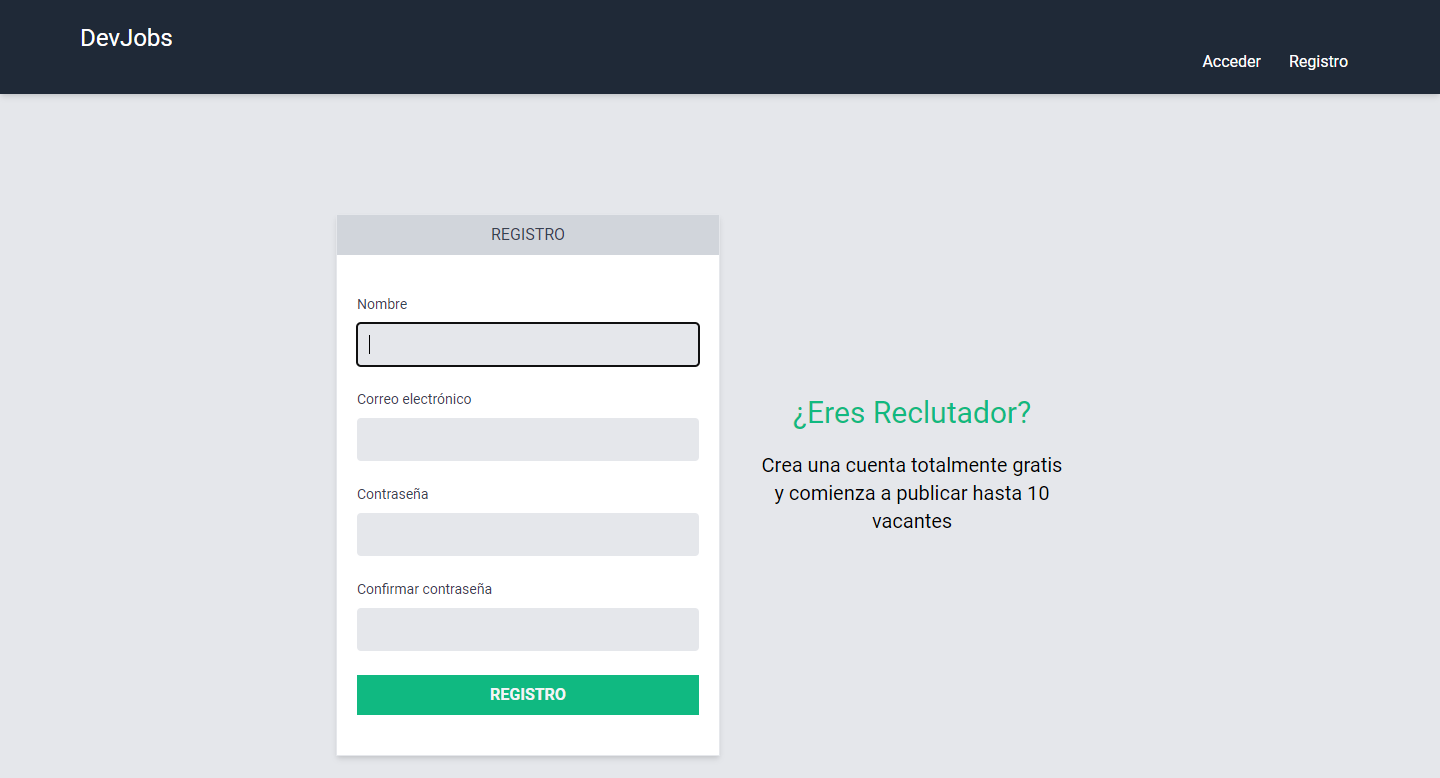 DevJobs
Acceder Registro
REGISTRO
Nombre
Correo electrónico
Contraseña
Confirmar contraseña
REGISTRO
¿Eres Reclutador?
Crea una cuenta totalmente gratis
y comienza a publicar hasta 10
vacantes